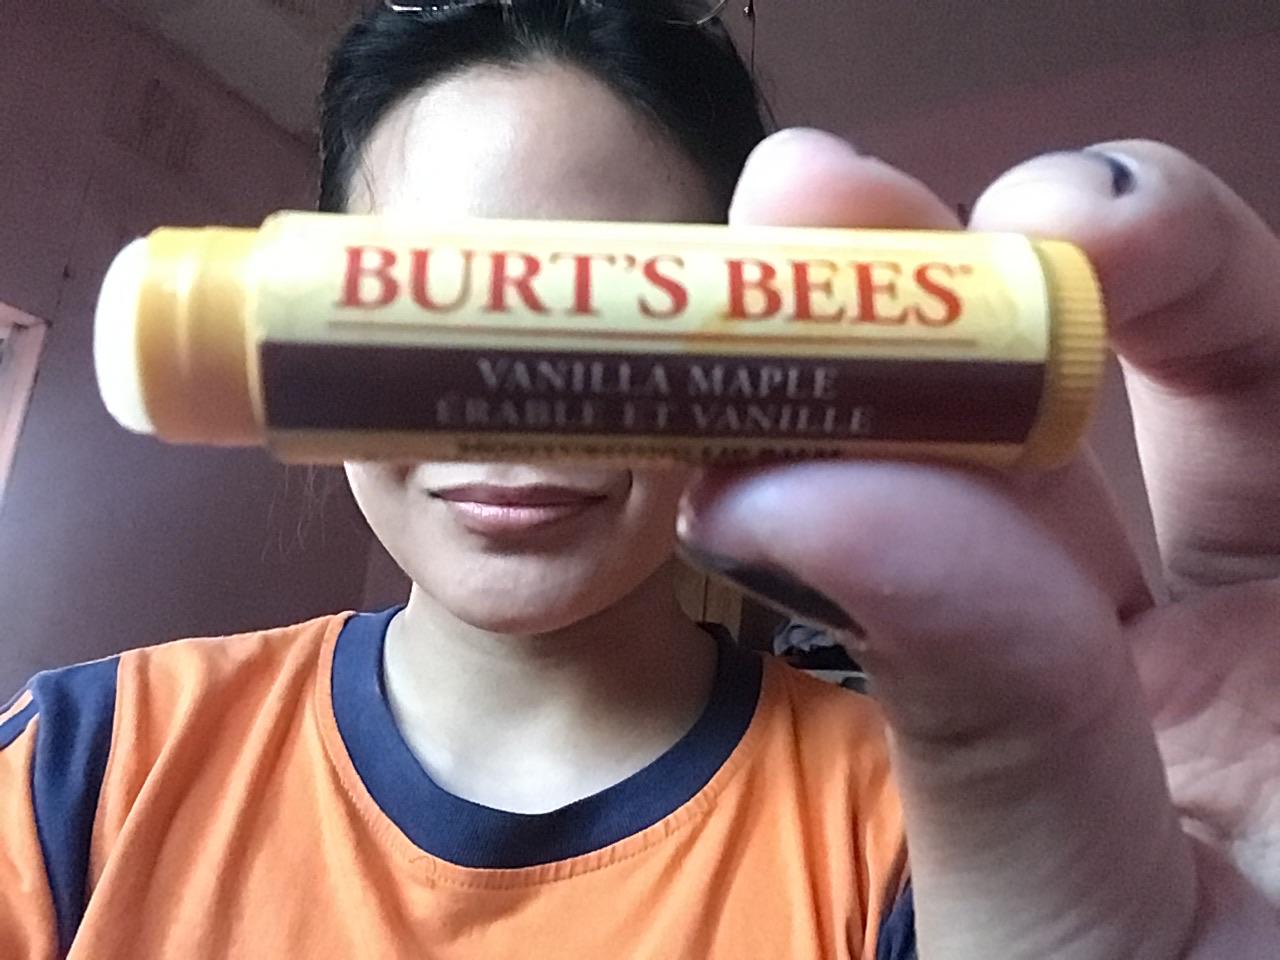 BURT'S BEES
VANILLA MAPLE
ÉRABLE ET VANILLE